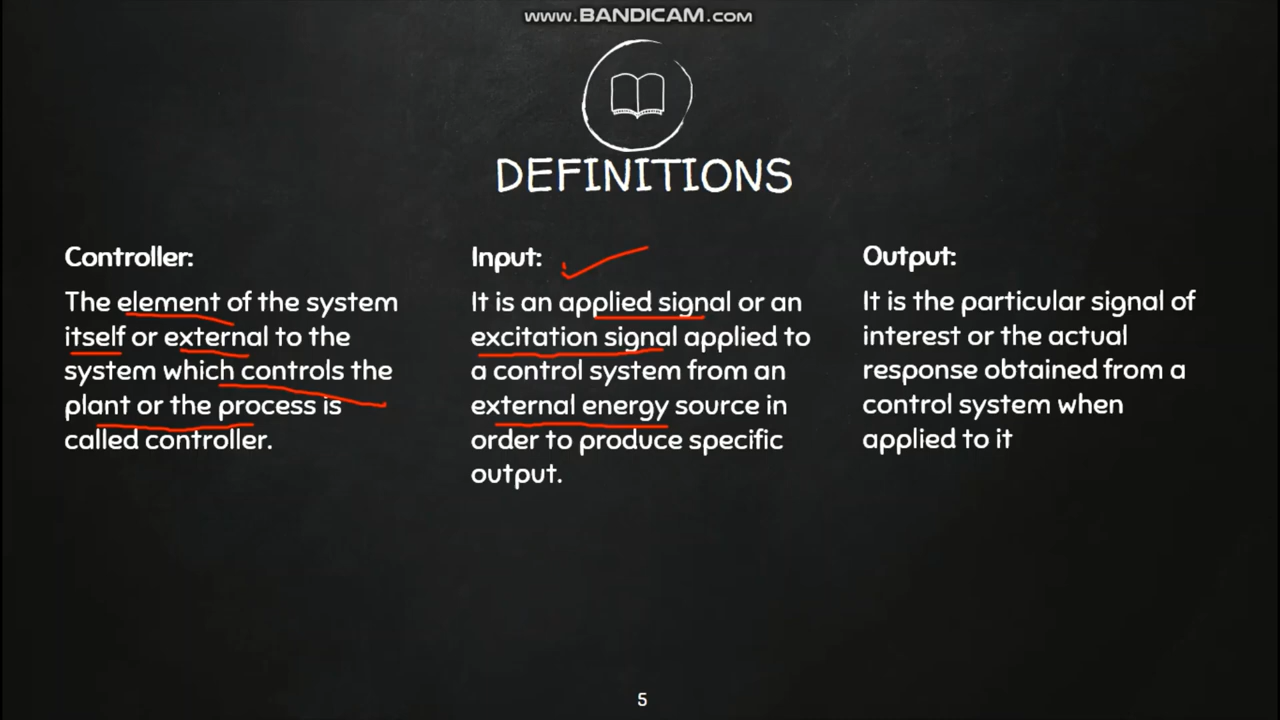 www.BANDICAM.com
DEFINITIONS
Controller:
The element of the system
itself or external to the
system which controls the
plant or the process is
called controller.
Input:
It is an applied signal or an
excitation signal applied to
a control system from an
external energy source in
order to produce specific
output.
Output:
It is the particular signal of
interest or the actual
response obtained from a
control system when
applied to it
5